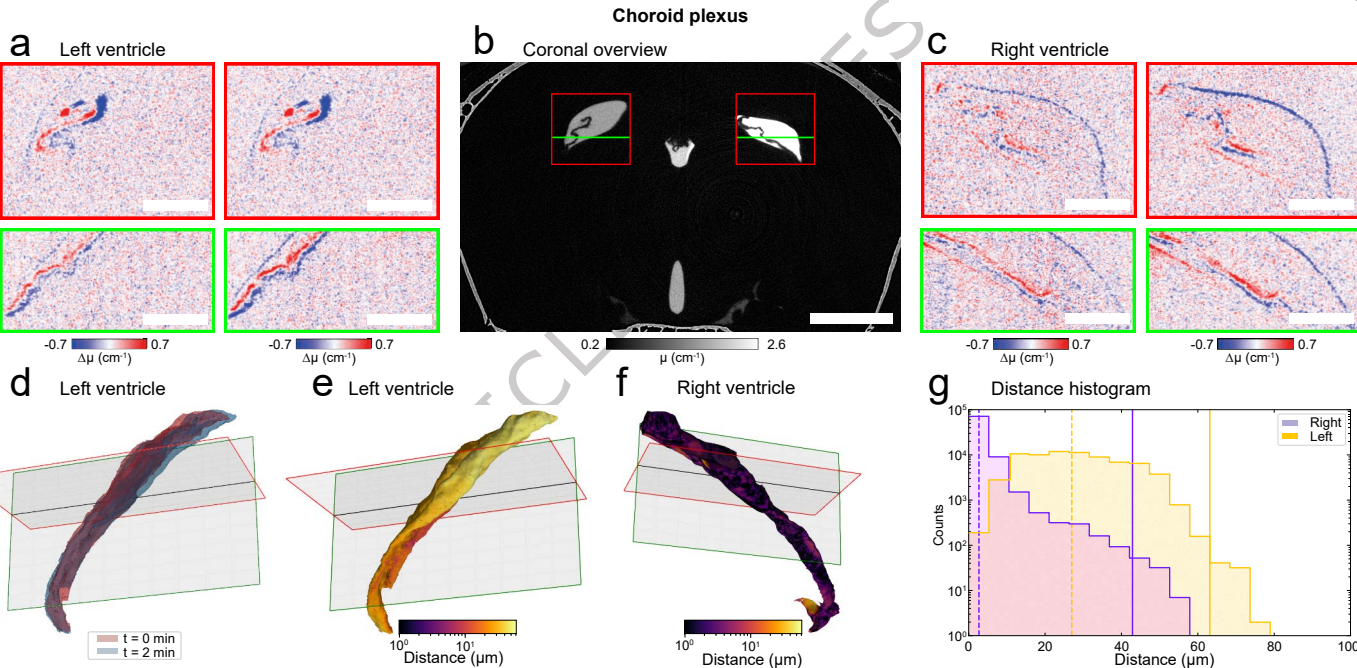 Choroid plexus
a Left ventricle
b Coronal overview
c Right ventricle
-0.7 0.7 -0.7 0.7
Δμ (cm⁻¹) Δμ (cm⁻¹)
0.2 2.6
μ (cm⁻¹)
-0.7 0.7 -0.7 0.7
Δμ (cm⁻¹) Δμ (cm⁻¹)
d Left ventricle
t = 0 min
t = 2 min
e Left ventricle
10⁰ 10¹
Distance (μm)
f Right ventricle
10⁰ 10¹
Distance (μm)
g Distance histogram
Right
Left
Counts
10⁵
10⁴
10³
10²
10¹
10⁰
0 20 40 60 80 100
Distance (μm)